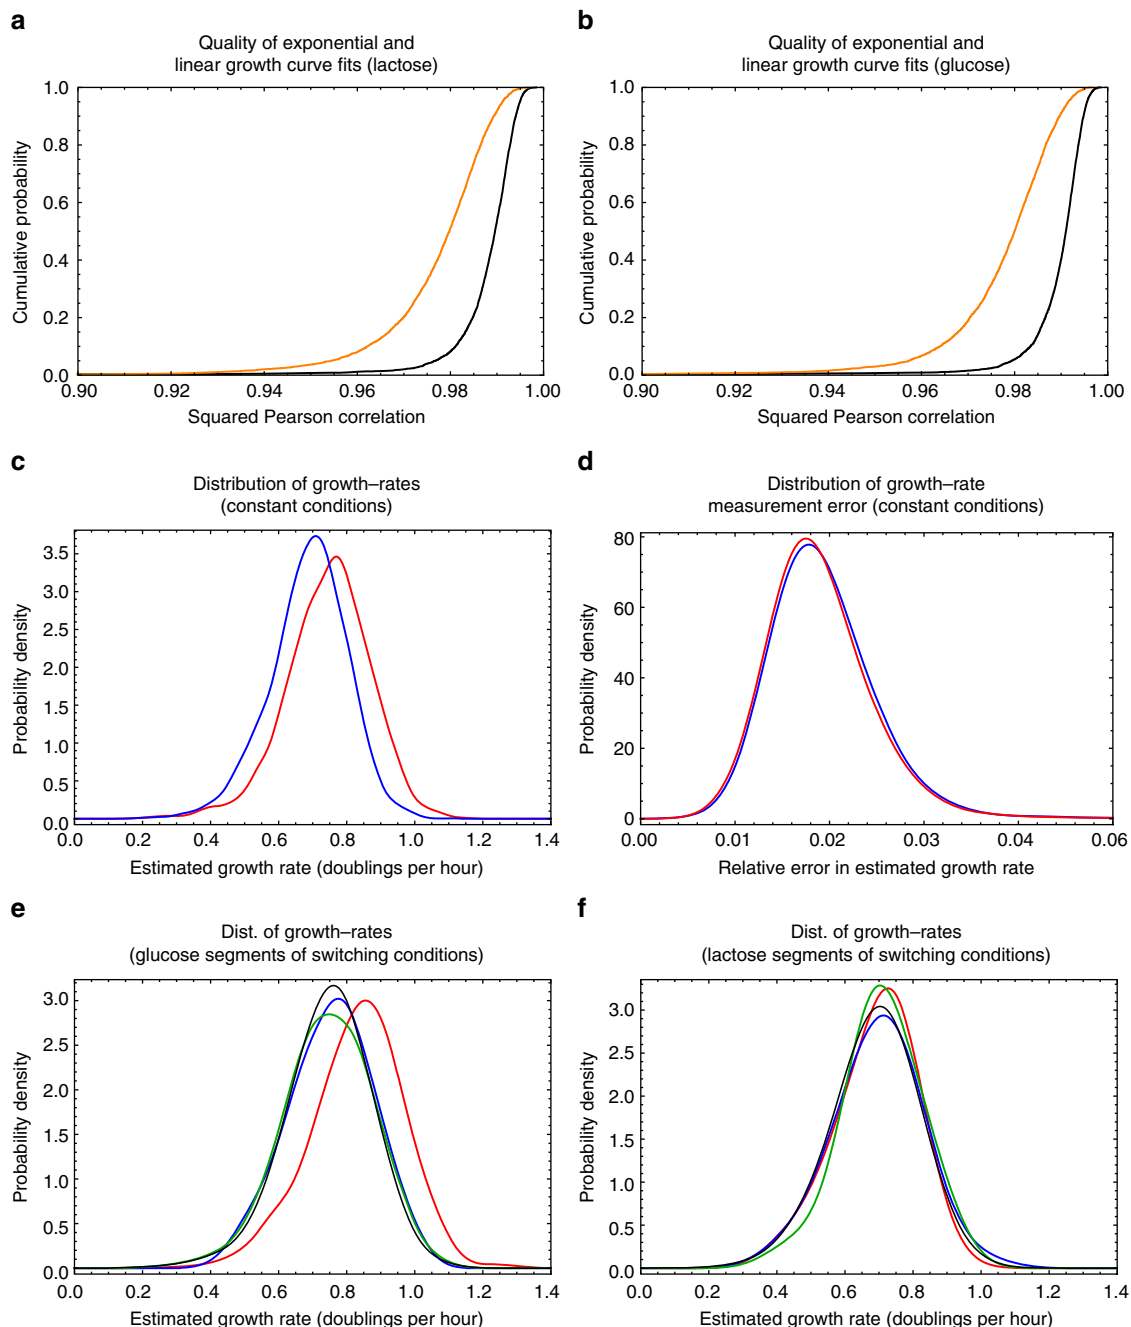 a
Quality of exponential and
linear growth curve fits (lactose)
1.0
0.8
0.6
0.4
0.2
0.0
0.90
0.92
0.94
0.96
0.98
1.00
Cumulative probability
Squared Pearson correlation
b
Quality of exponential and
linear growth curve fits (glucose)
1.0
0.8
0.6
0.4
0.2
0.0
0.90
0.92
0.94
0.96
0.98
1.00
Cumulative probability
Squared Pearson correlation
c
Distribution of growth–rates
(constant conditions)
3.5
3.0
2.5
2.0
1.5
1.0
0.5
0.0
0.0
0.2
0.4
0.6
0.8
1.0
1.2
1.4
Probability density
Estimated growth rate (doublings per hour)
d
Distribution of growth–rate
measurement error (constant conditions)
80
60
40
20
0
0.00
0.01
0.02
0.03
0.04
0.06
Probability density
Relative error in estimated growth rate
e
Dist. of growth–rates
(glucose segments of switching conditions)
3.0
2.5
2.0
1.5
1.0
0.5
0.0
0.0
0.2
0.4
0.6
0.8
1.0
1.2
1.4
Probability density
Estimated growth rate (doublings per hour)
f
Dist. of growth–rates
(lactose segments of switching conditions)
3.0
2.5
2.0
1.5
1.0
0.5
0.0
0.0
0.2
0.4
0.6
0.8
1.0
1.2
1.4
Probability density
Estimated growth rate (doublings per hour)